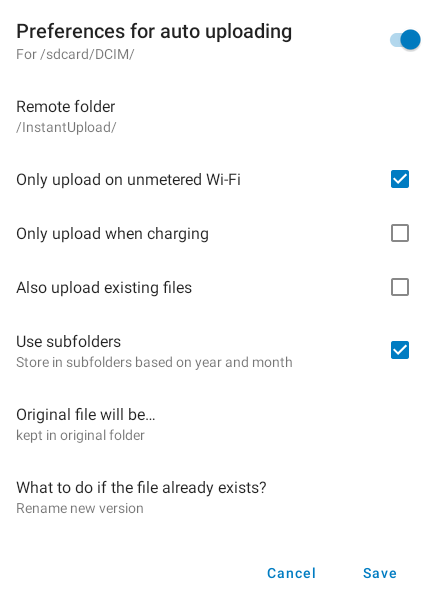 Preferences for auto uploading
For /sdcard/DCIM/
Remote folder
/InstantUpload/
Only upload on unmetered Wi-Fi
Only upload when charging
Also upload existing files
Use subfolders
Store in subfolders based on year and month
Original file will be…
kept in original folder
What to do if the file already exists?
Rename new version
Cancel Save